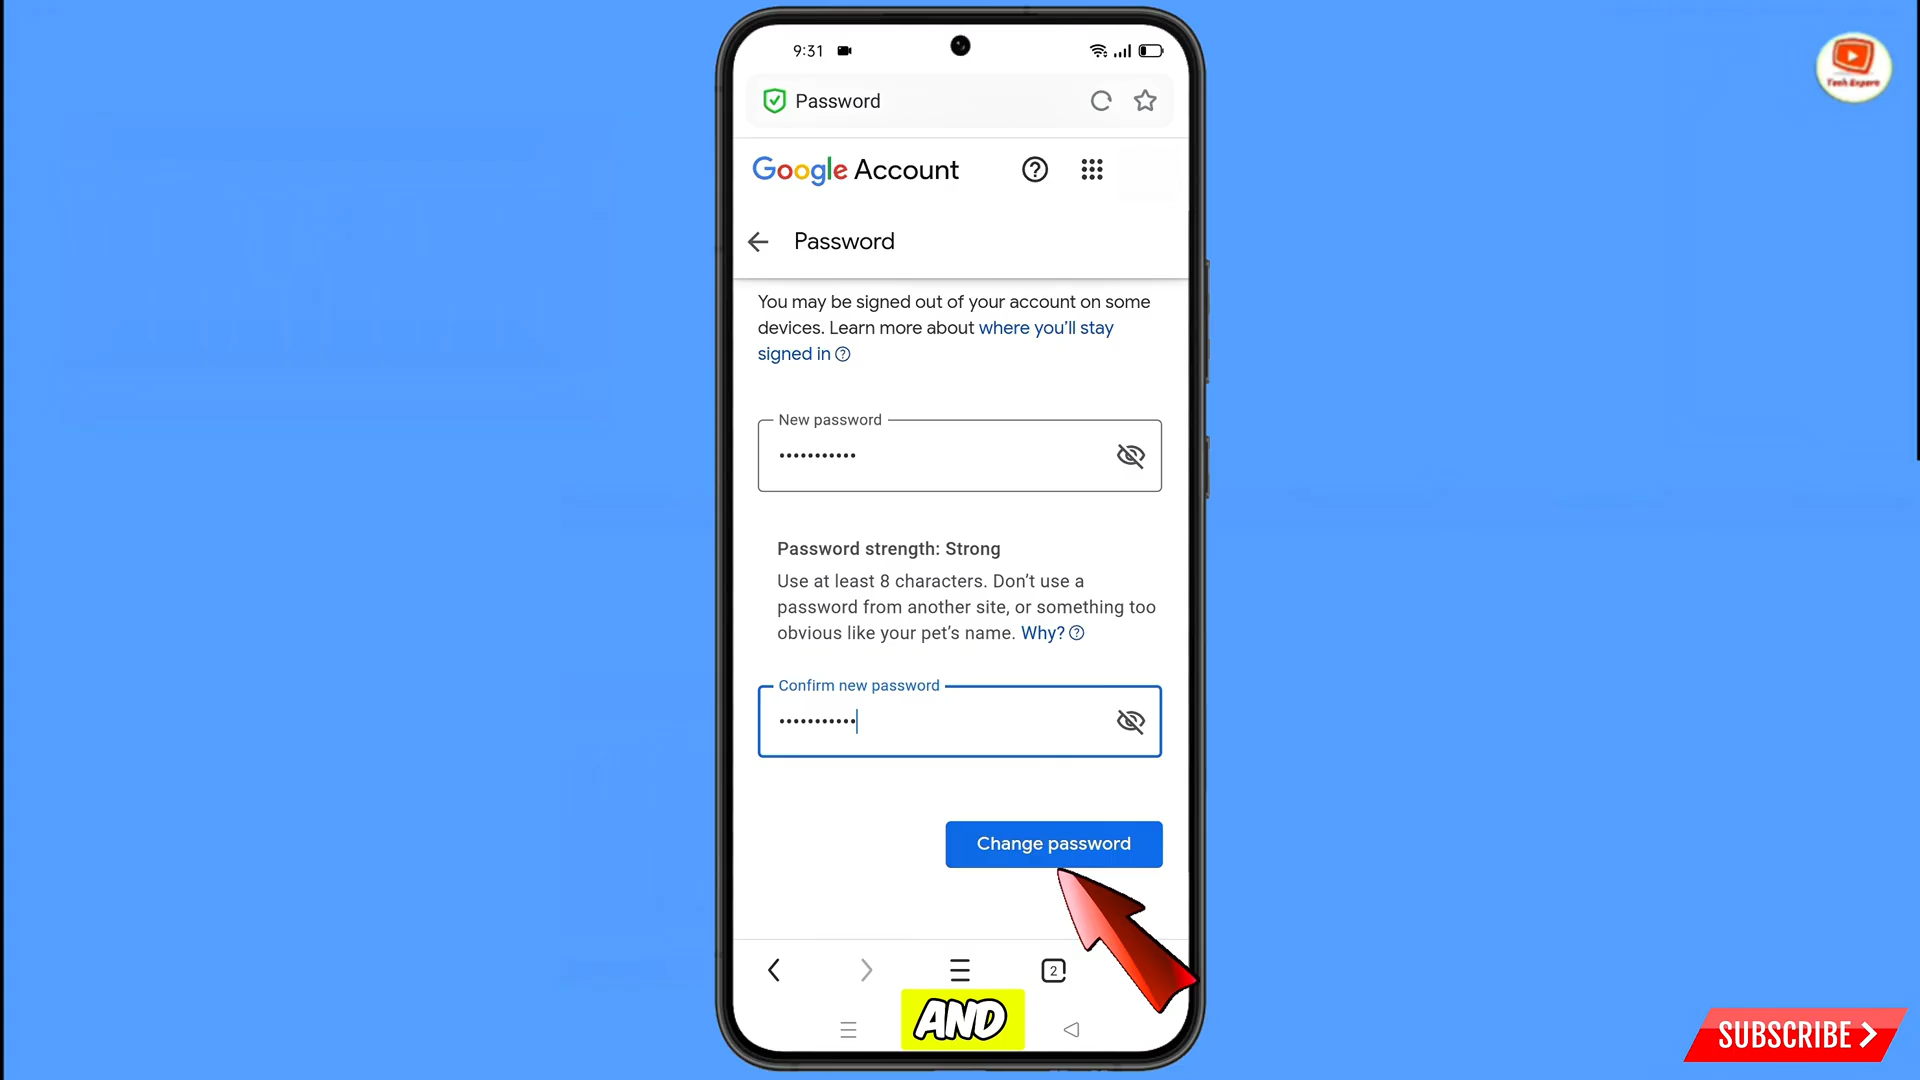 9:31
Tech Expert
Password
Google Account
Password
You may be signed out of your account on some
devices. Learn more about where you'll stay
signed in
New password
•••••••••••
Password strength: Strong
Use at least 8 characters. Don't use a
password from another site, or something too
obvious like your pet's name. Why?
Confirm new password
•••••••••••
Change password
2
AND
SUBSCRIBE